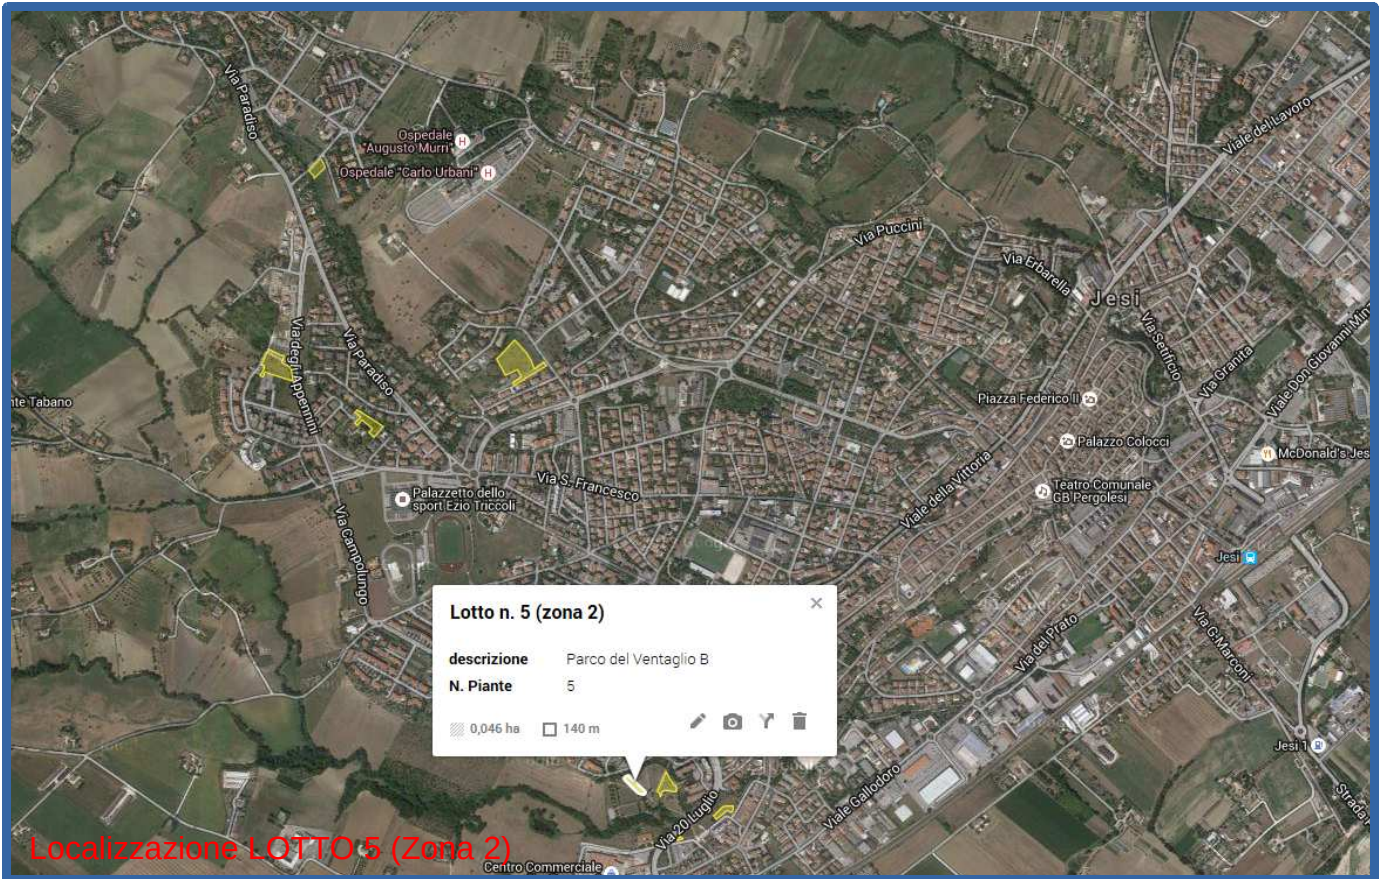 Via Paradiso
Viale del Lavoro
Ospedale
"Augusto Murri"
Ospedale "Carlo Urbani"
Via Puccini
Via Erbarella
Jesi
Via Setificio
Via Granita
Viale Don Giovanni Min
Via degli Appennini
Via Paradiso
nte Tabano
Piazza Federico II
Palazzo Colocci
McDonald's Jes
Via S. Francesco
Viale della Vittoria
Teatro Comunale
GB Pergolesi
Palazzetto dello
sport Ezio Triccoli
Via Campolungo
Jesi
Via del Prato
Via G. Marconi
Lotto n. 5 (zona 2)
descrizione Parco del Ventaglio B
N. Piante 5
0,046 ha 140 m
Jesi 1
Strada
Via 20 Luglio
Viale Gallodoro
Localizzazione LOTTO 5 (Zona 2)
Centro Commerciale